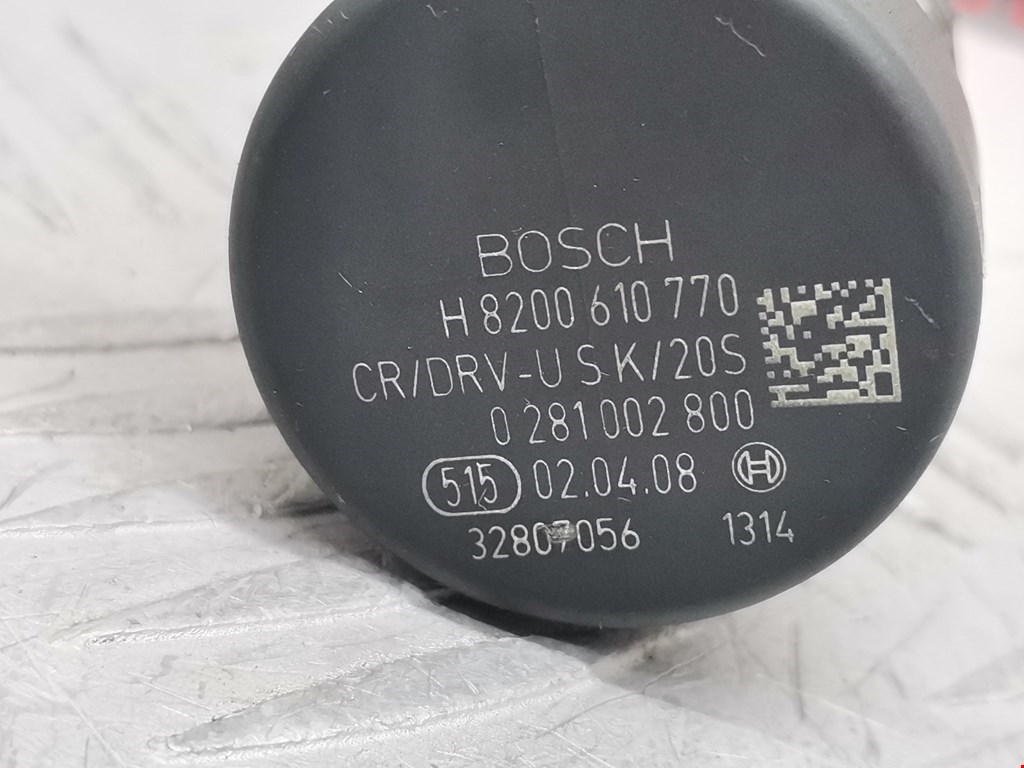 BOSCH
H 8200 610 770
CR/DRV-U S K/20S
0 281 002 800
515 02.04.08 H
32807056 1314